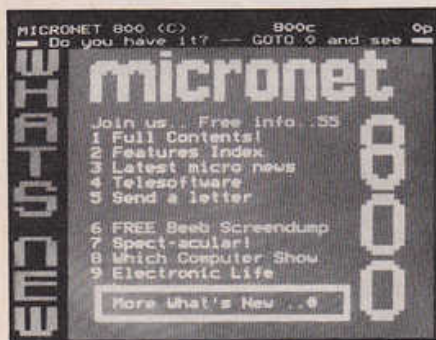 MICRONET 800 (C) 800c 0p
Do you have it? -- GOTO 0 and see
WHATS NEW
micronet
800
Join us.. Free info..55
1 Full Contents!
2 Features Index
3 Latest micro news
4 Telesoftware
5 Send a letter
6 FREE Beeb Screendump
7 Spect-acular!
8 Which Computer Show
9 Electronic Life
More What's New ..0